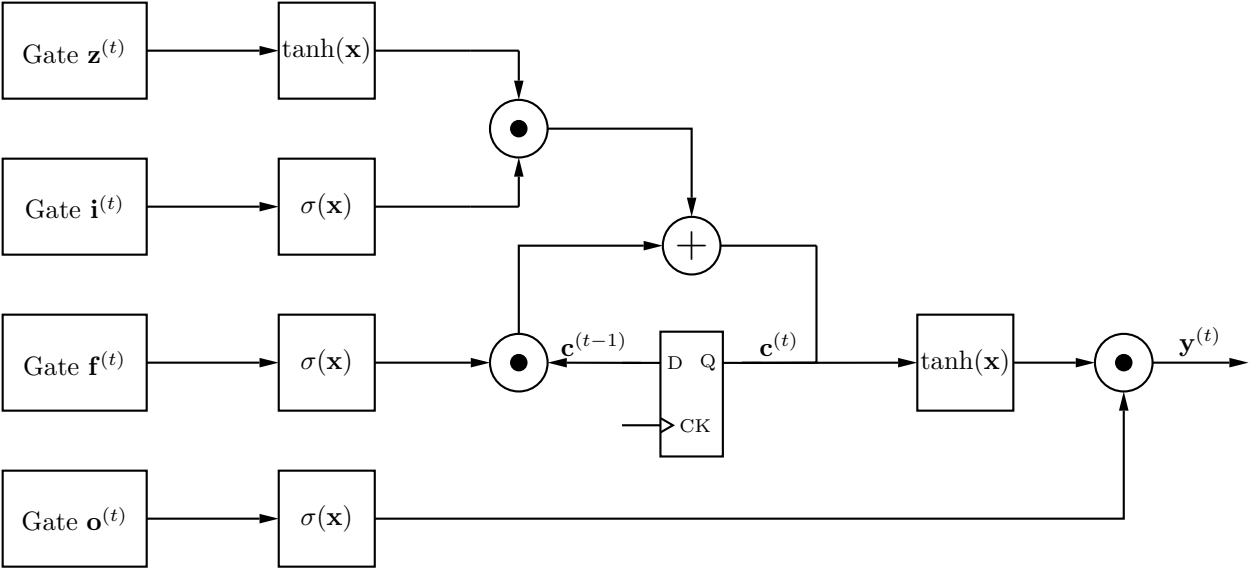 Gate z^(t)
tanh(x)
Gate i^(t)
σ(x)
+
Gate f^(t)
σ(x)
c^(t−1)
D Q
CK
c^(t)
tanh(x)
y^(t)
Gate o^(t)
σ(x)